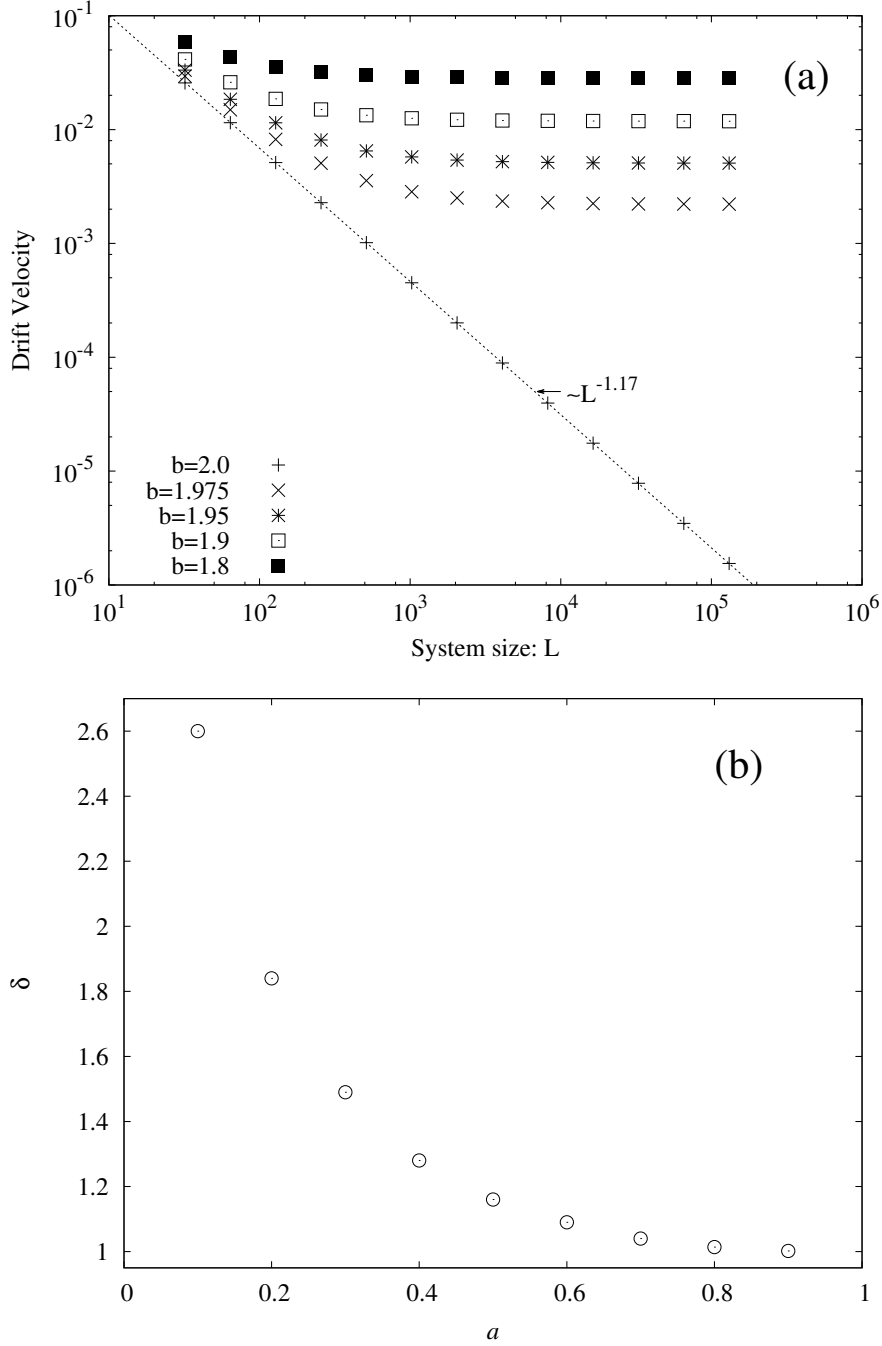 (a)
10^-1
10^-2
10^-3
10^-4
10^-5
10^-6
Drift Velocity
~L^-1.17
b=2.0
b=1.975
b=1.95
b=1.9
b=1.8
10^1 10^2 10^3 10^4 10^5 10^6
System size: L
(b)
2.6
2.4
2.2
2
1.8
1.6
1.4
1.2
1
δ
0 0.2 0.4 0.6 0.8 1
a